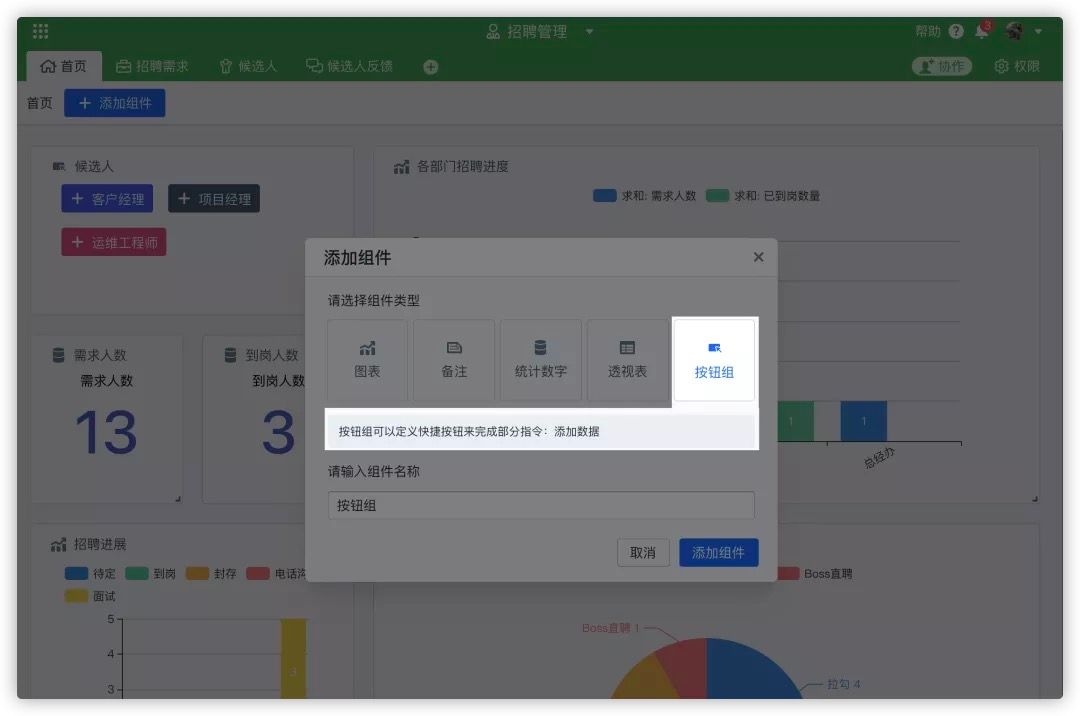 招聘管理
帮助
3
首页 招聘需求 候选人 候选人反馈
协作 权限
首页
添加组件
候选人
客户经理
项目经理
运维工程师
各部门招聘进度
求和: 需求人数 求和: 已到岗数量
需求人数
需求人数
13
到岗人数
到岗人数
3
添加组件
请选择组件类型
图表
备注
统计数字
透视表
按钮组
按钮组可以定义快捷按钮来完成部分指令：添加数据
请输入组件名称
按钮组
取消
添加组件
1
1
总经办
招聘进展
待定 到岗 封存 电话
面试
5
4
3
3
Boss直聘
Boss直聘 1
拉勾 4